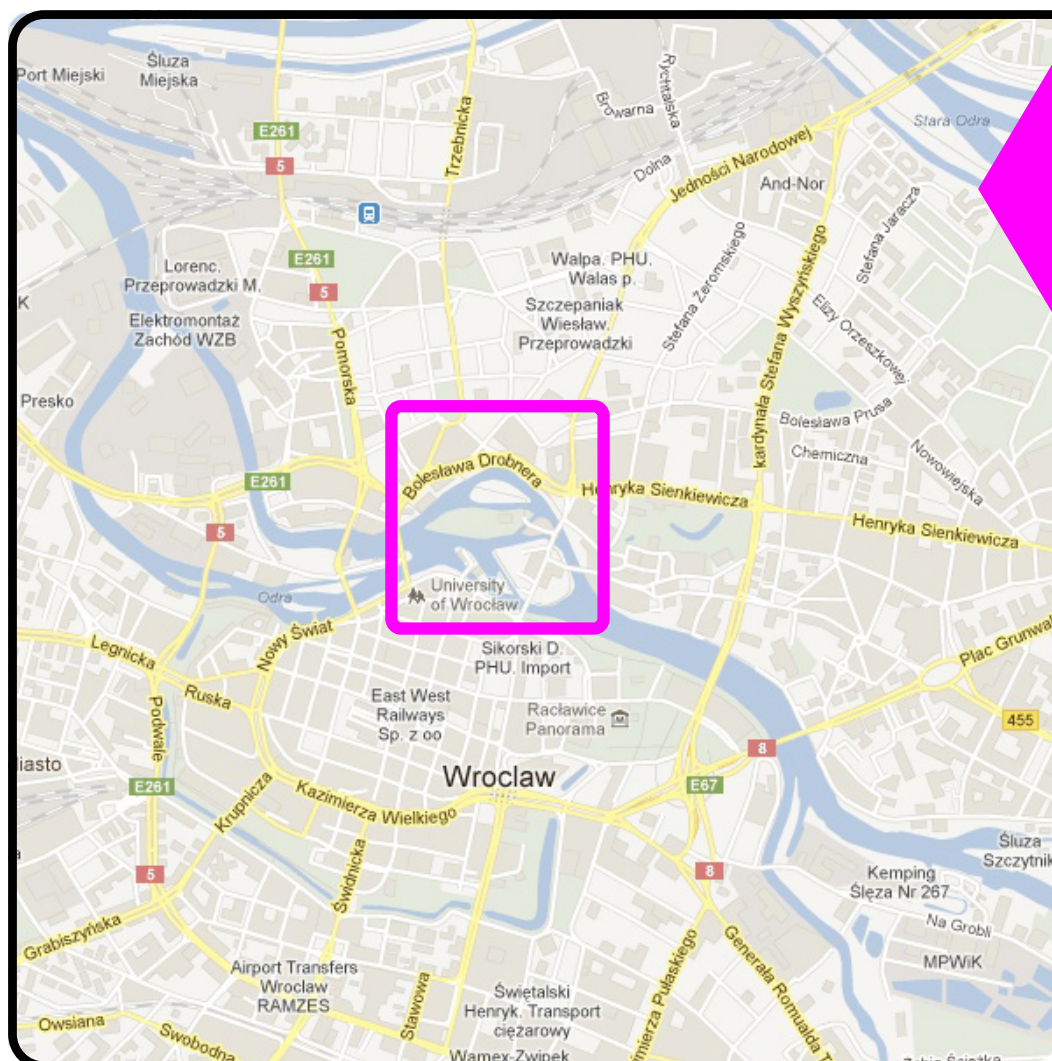 Port Miejski
Śluza
Miejska
Rychtalska
Browarna
Stara Odra
E261
5
Trzebnicka
Dolna
Jedności Narodowej
And-Nor
Stefana Jaracza
E261
5
Lorenc.
Przeprowadzki M.
Walpa. PHU.
Walas p.
Stefana Żeromskiego
kardynała Stefana Wyszyńskiego
K
Elektromontaż
Zachód WZB
Szczepaniak
Wiesław.
Przeprowadzki
Elizy Orzeszkowej
Pomorska
Presko
Bolesława Prusa
Chemiczna
Nowowiejska
E261
Bolesława Drobnera
Henryka Sienkiewicza
Henryka Sienkiewicza
5
Odra
University
of Wrocław
Nowy Świat
Sikorski D.
PHU. Import
Legnicka
Ruska
Plac Grunwal
Podwale
East West
Railways
Sp. z oo
Racławice
Panorama
455
8
iasto
Wroclaw
E261
E67
Krupnicza
Kazimierza Wielkiego
Śluza
Szczytnik
5
Świdnicka
8
Kemping
Ślęza Nr 267
Na Grobli
Grabiszyńska
MPWiK
Airport Transfers
Wroclaw
RAMZES
Stawowa
Świętalski
Henryk. Transport
ciężarowy
imierza Pułaskiego
Generała Romualda T
Owsiana
Swobodna
Wamex-Zwipek